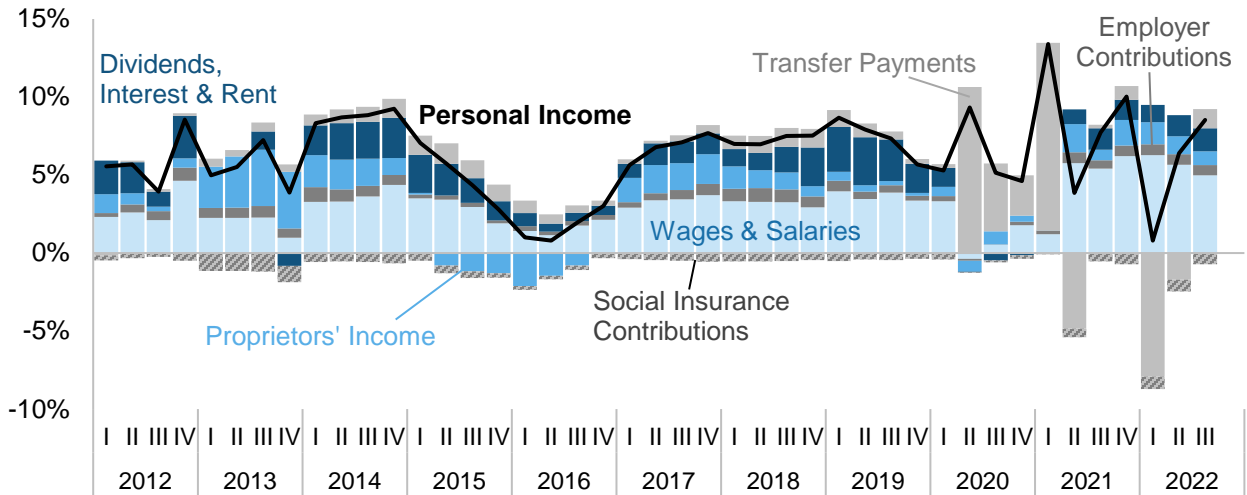 15%
10%
5%
0%
-5%
-10%
Dividends,
Interest & Rent
Personal Income
Transfer Payments
Employer
Contributions
Wages & Salaries
Proprietors' Income
Social Insurance
Contributions
I II III IV I II III IV I II III IV I II III IV I II III IV I II III IV I II III IV I II III IV I II III IV I II III IV I II III
2012 2013 2014 2015 2016 2017 2018 2019 2020 2021 2022